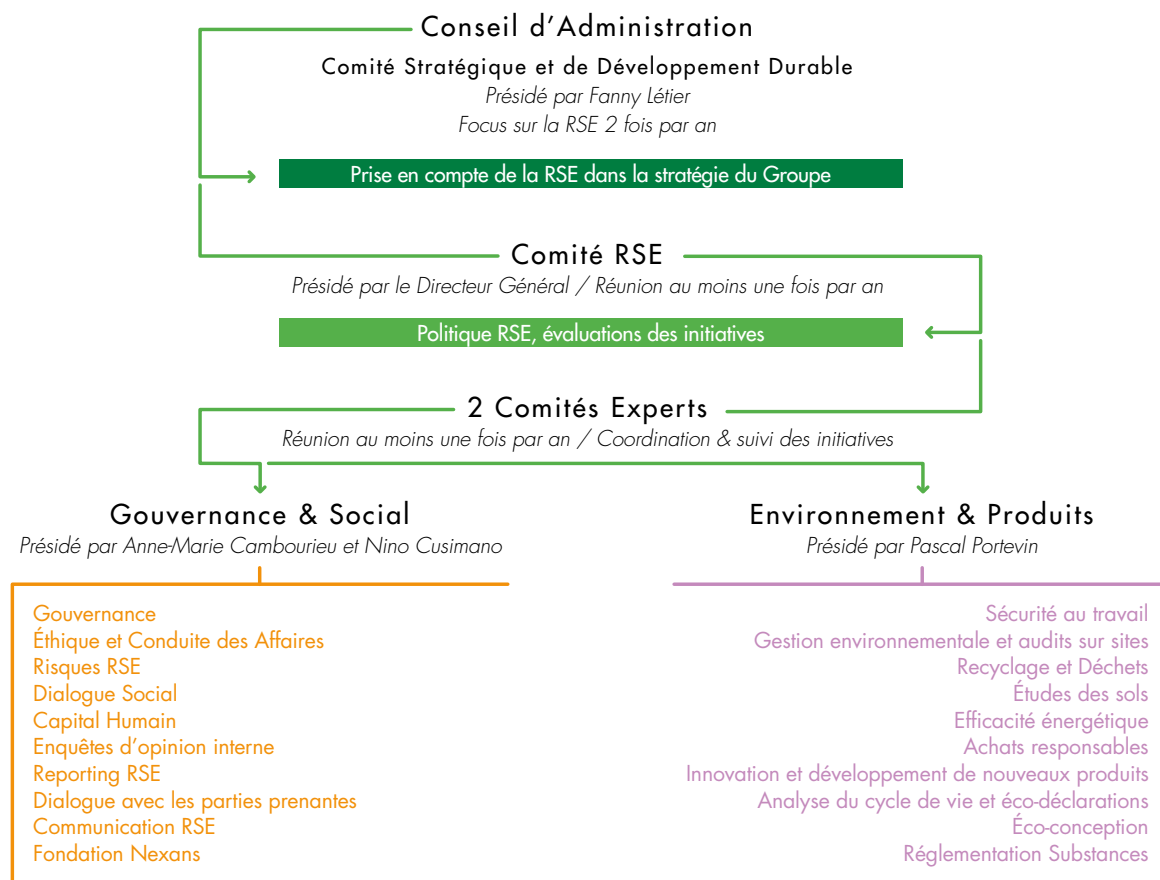 Conseil d’Administration
Comité Stratégique et de Développement Durable
Présidé par Fanny Létier
Focus sur la RSE 2 fois par an
Prise en compte de la RSE dans la stratégie du Groupe
Comité RSE
Présidé par le Directeur Général / Réunion au moins une fois par an
Politique RSE, évaluations des initiatives
2 Comités Experts
Réunion au moins une fois par an / Coordination & suivi des initiatives
Gouvernance & Social
Présidé par Anne-Marie Cambourieu et Nino Cusimano
Gouvernance
Éthique et Conduite des Affaires
Risques RSE
Dialogue Social
Capital Humain
Enquêtes d’opinion interne
Reporting RSE
Dialogue avec les parties prenantes
Communication RSE
Fondation Nexans
Environnement & Produits
Présidé par Pascal Portevin
Sécurité au travail
Gestion environnementale et audits sur sites
Recyclage et Déchets
Études des sols
Efficacité énergétique
Achats responsables
Innovation et développement de nouveaux produits
Analyse du cycle de vie et éco-déclarations
Éco-conception
Réglementation Substances